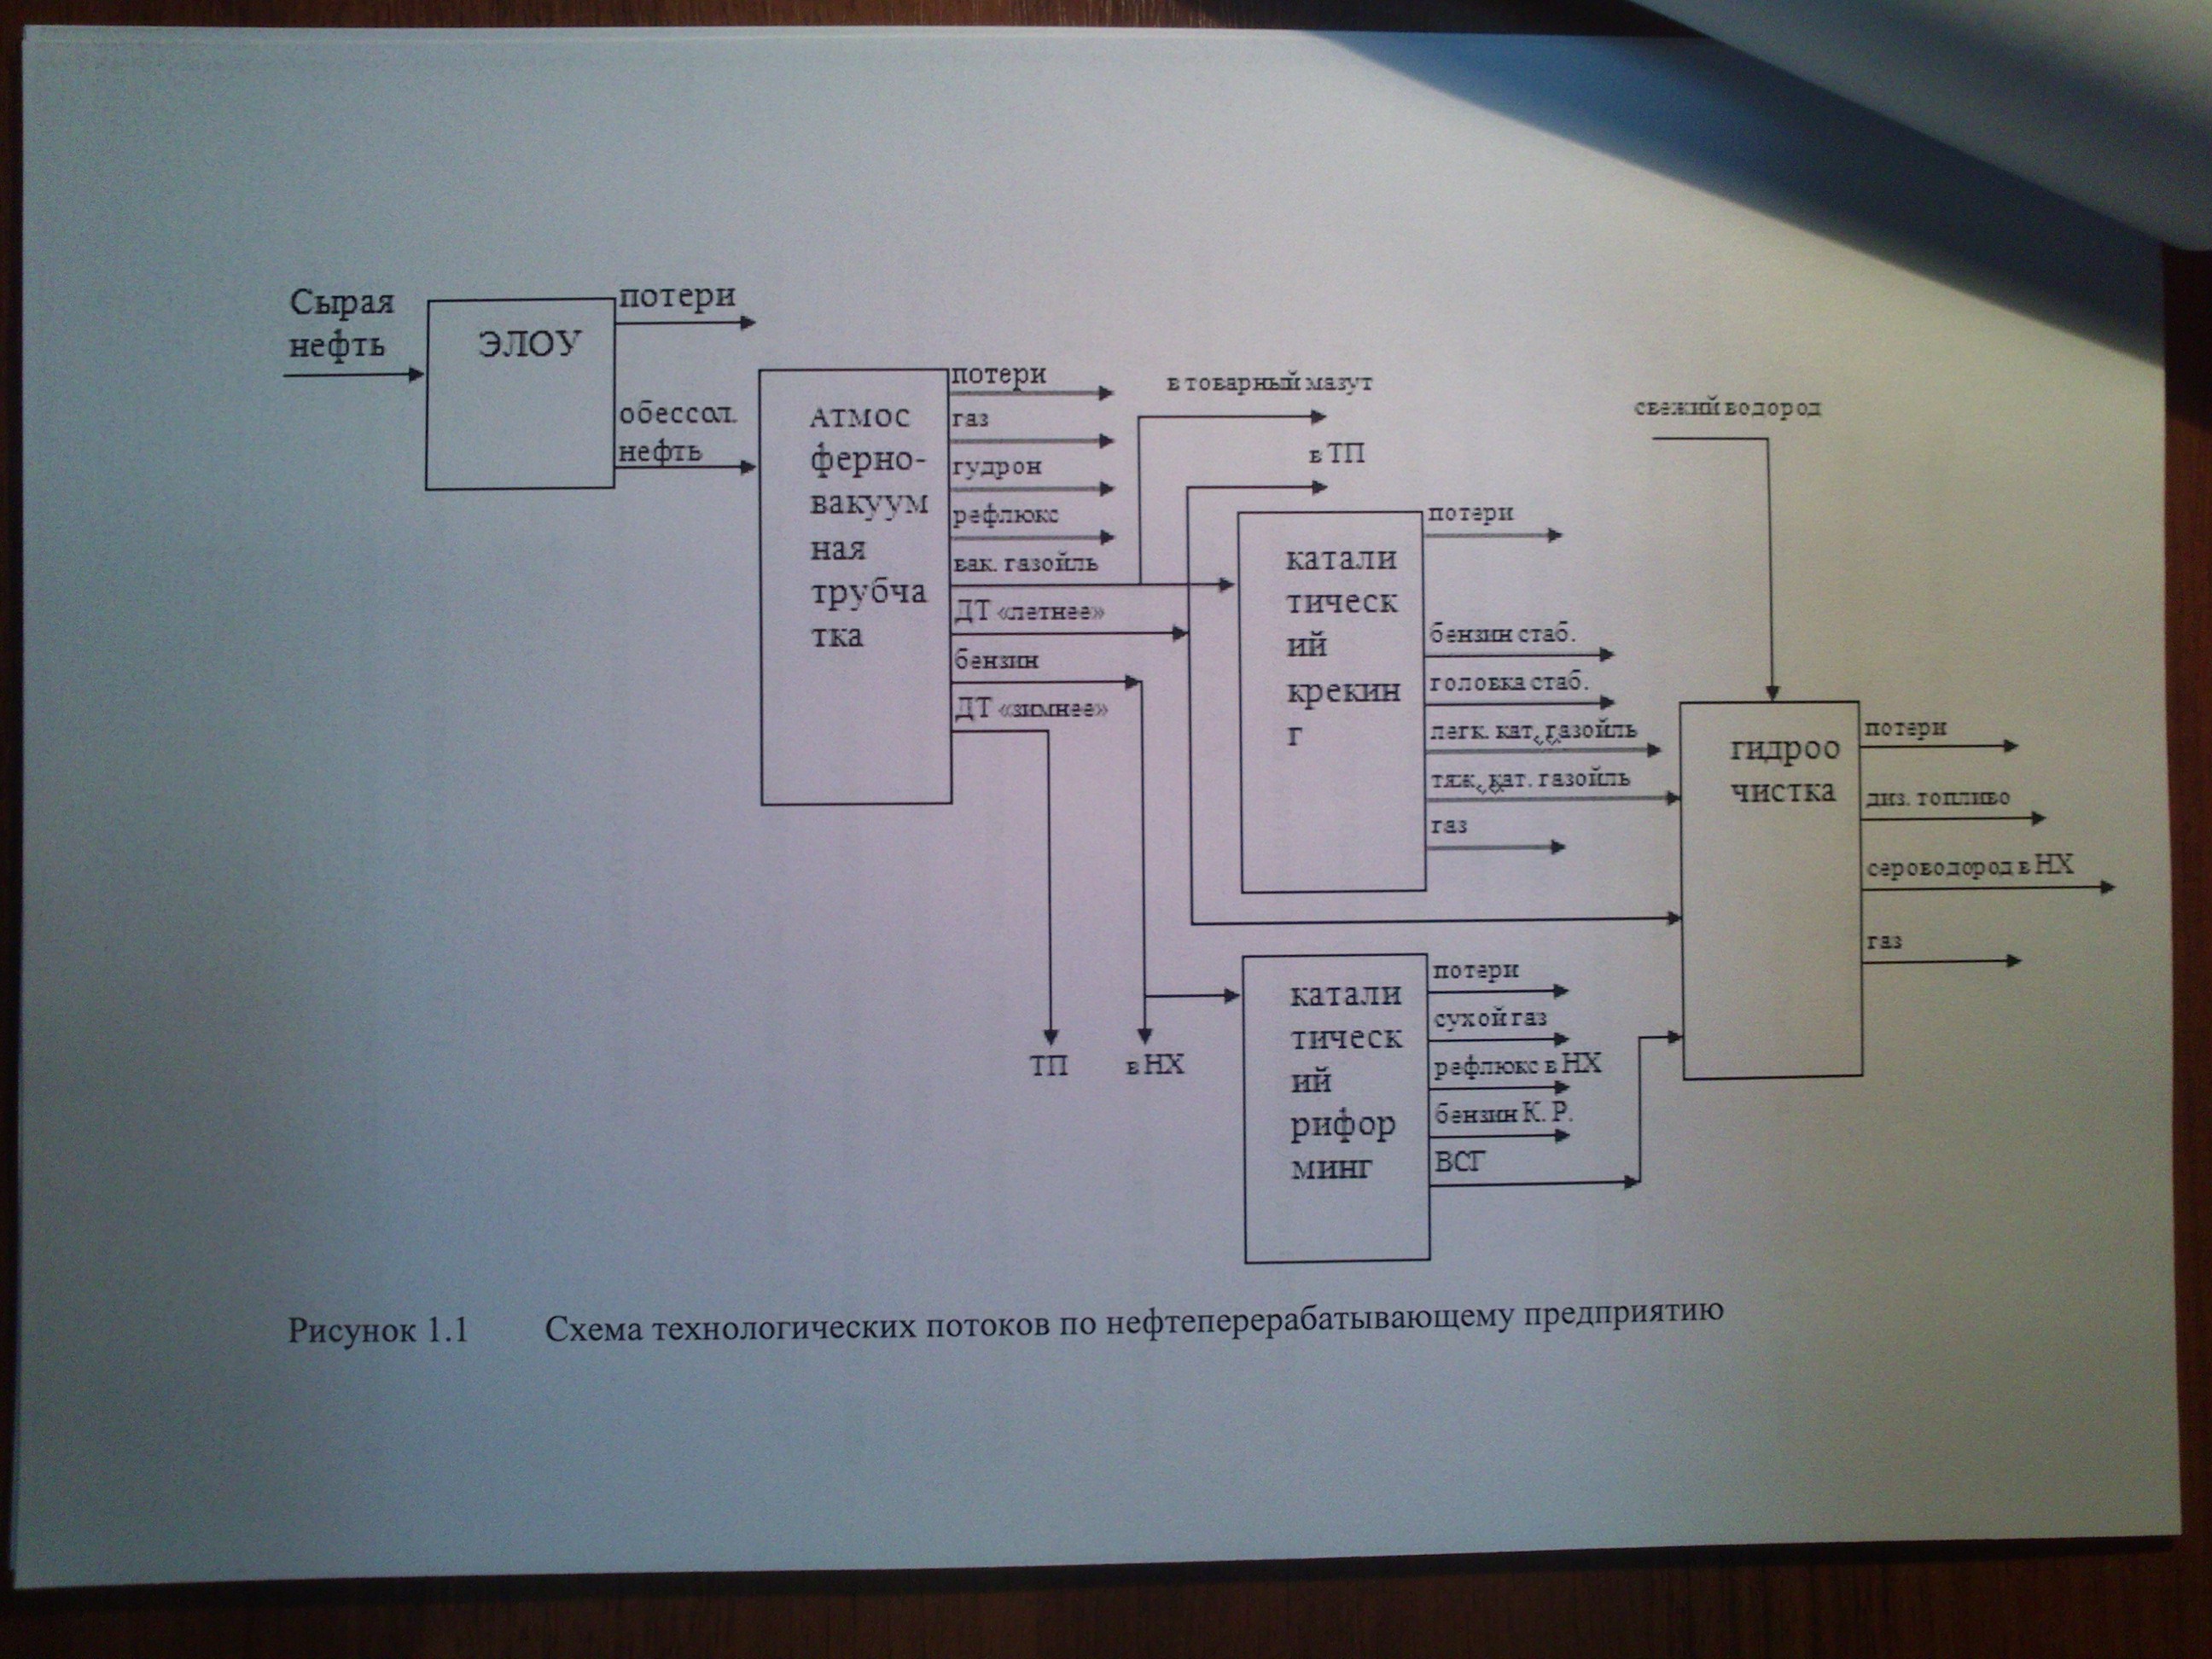 Сырая
нефть
ЭЛОУ
потери
обессол.
нефть
Атмос
ферно-
вакуум
ная
трубча
тка
потери
газ
гудрон
рефлюкс
вак. газойль
ДТ «летнее»
бензин
ДТ «зимнее»
в товарный мазут
в ТП
ТП
в НХ
катали
тическ
ий
крекин
г
потери
бензин стаб.
головка стаб.
легк. кат. газойль
тяж. кат. газойль
газ
катали
тическ
ий
рифор
минг
потери
сухой газ
рефлюкс в НХ
бензин К. Р.
ВСГ
свежий водород
гидроо
чистка
потери
диз. топливо
сероводород в НХ
газ
Рисунок 1.1 Схема технологических потоков по нефтеперерабатывающему предприятию